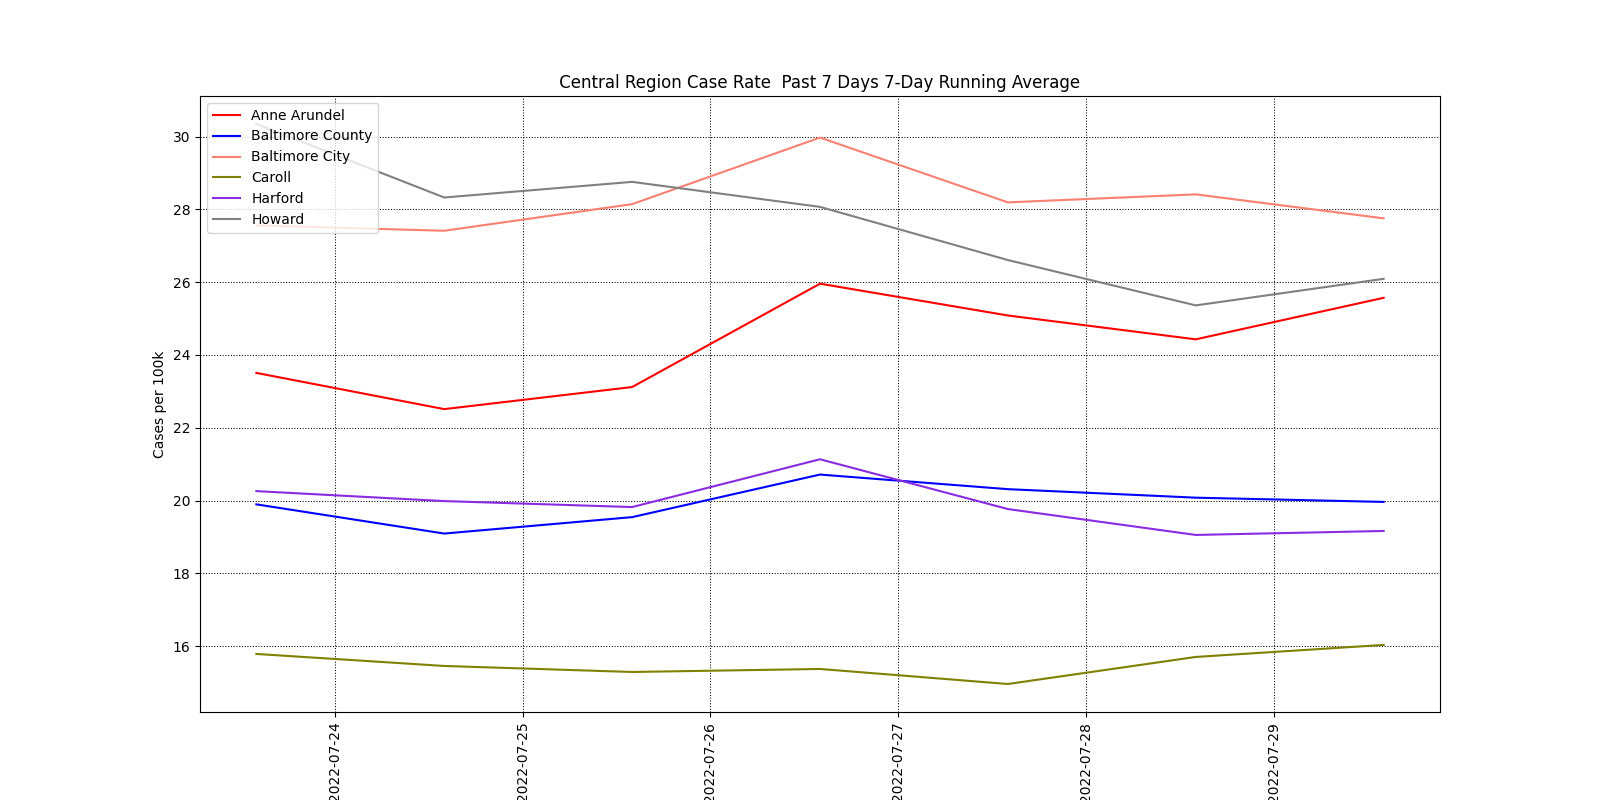 Central Region Case Rate  Past 7 Days 7-Day Running Average
Anne Arundel
Baltimore County
Baltimore City
Caroll
Harford
Howard
Cases per 100k
30
28
26
24
22
20
18
16
2022-07-24
2022-07-25
2022-07-26
2022-07-27
2022-07-28
2022-07-29